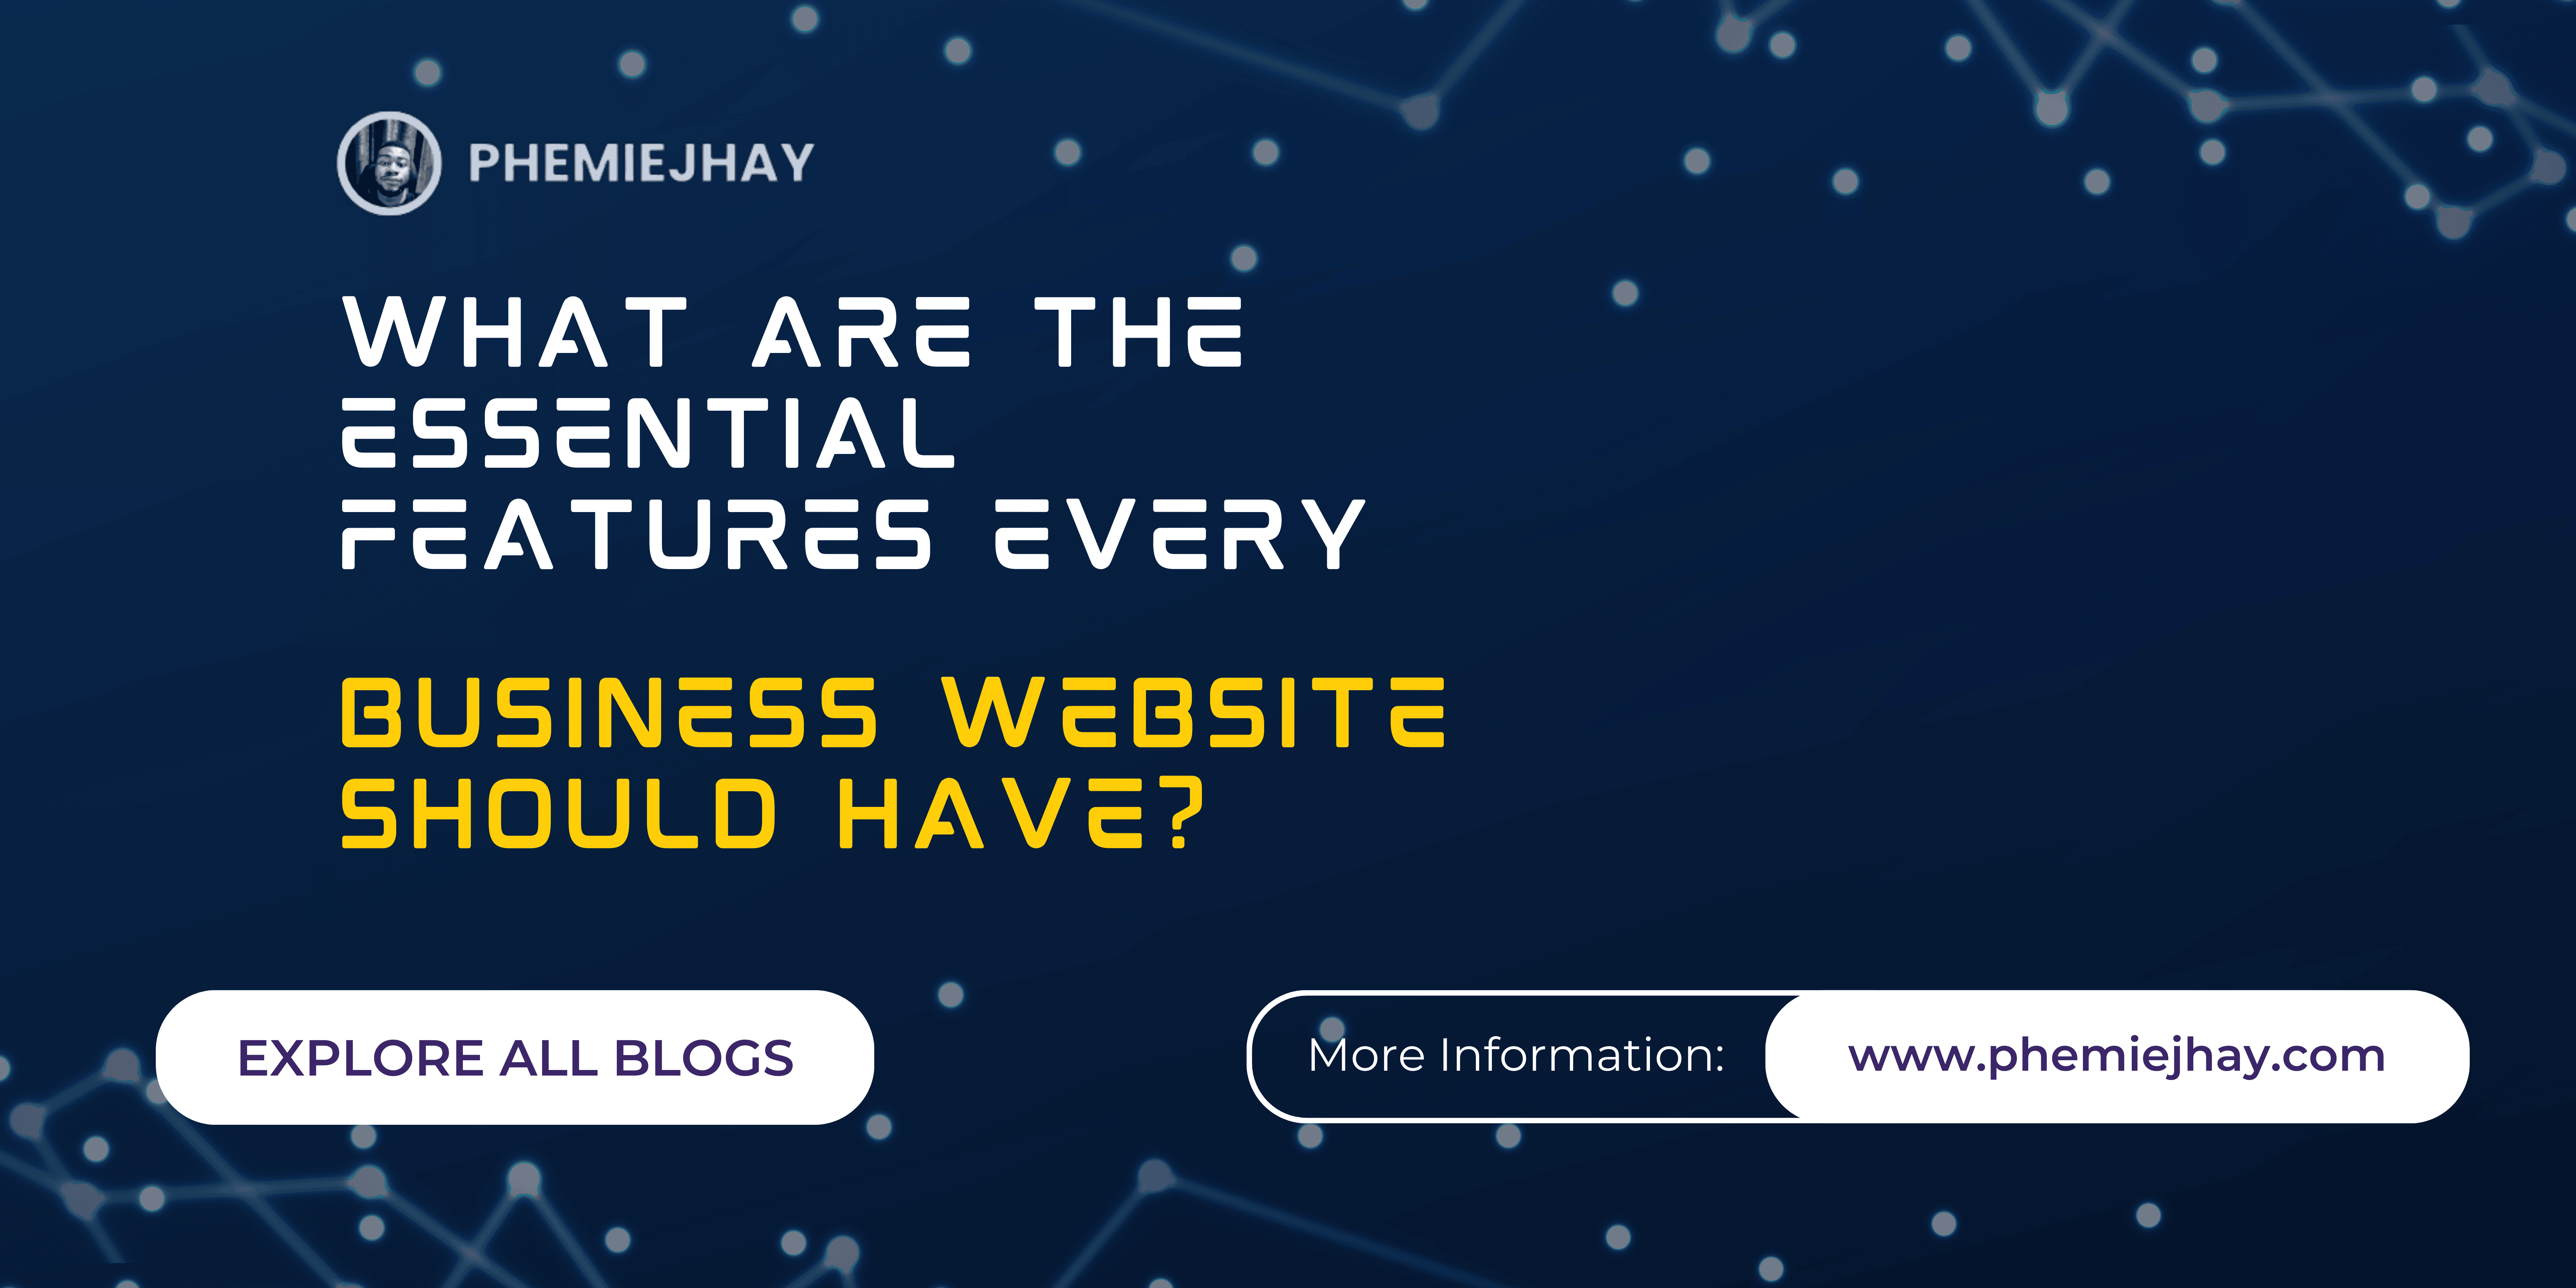 PHEMIEJHAY
WHAT ARE THE
ESSENTIAL
FEATURES EVERY
BUSINESS WEBSITE
SHOULD HAVE?
EXPLORE ALL BLOGS
More Information: www.phemiejhay.com